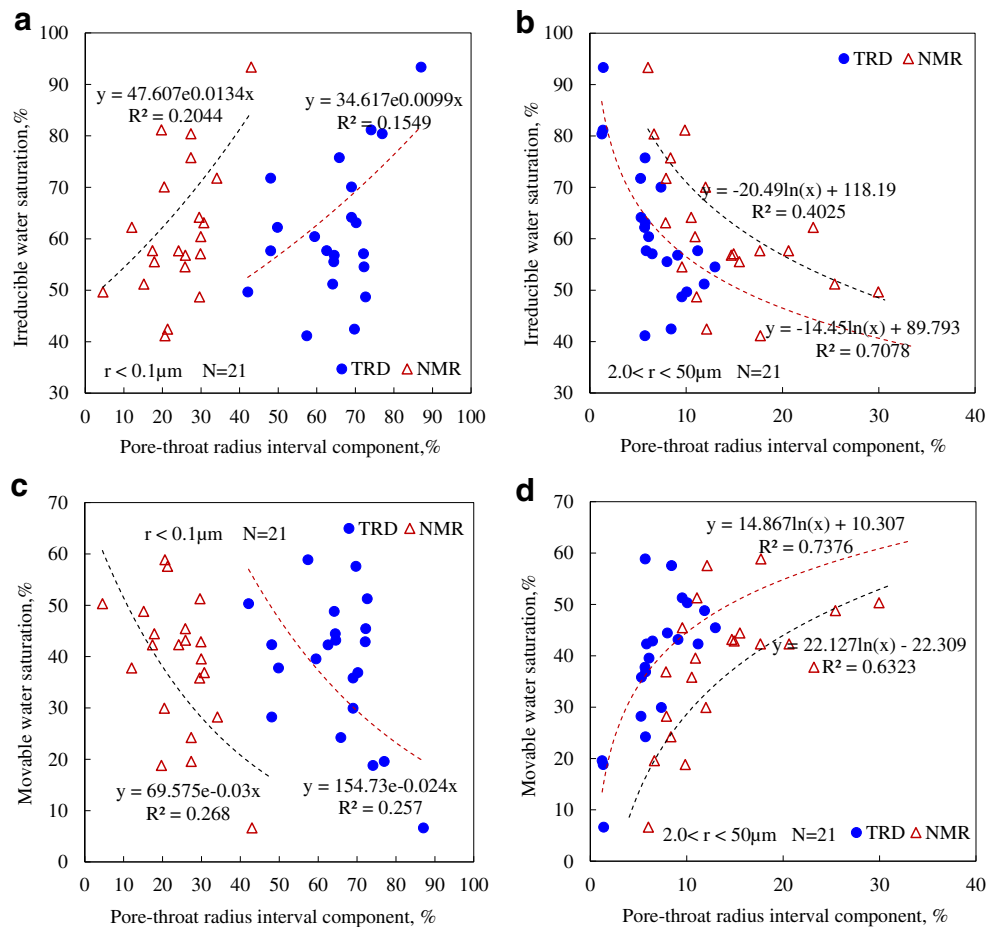 a
Irreducible water saturation,%
100
90
80
70
60
50
40
30
y = 47.607e0.0134x
R² = 0.2044
y = 34.617e0.0099x
R² = 0.1549
r < 0.1μm N=21
TRD NMR
0 10 20 30 40 50 60 70 80 90 100
Pore-throat radius interval component,%
b
Irreducible water saturation, %
100
90
80
70
60
50
40
30
TRD NMR
y = -20.49ln(x) + 118.19
R² = 0.4025
y = -14.45ln(x) + 89.793
R² = 0.7078
2.0< r < 50μm N=21
0 10 20 30 40
Pore-throat radius interval component, %
c
Movable water saturation,%
70
60
50
40
30
20
10
0
r < 0.1μm N=21
TRD NMR
y = 69.575e-0.03x
R² = 0.268
y = 154.73e-0.024x
R² = 0.257
0 10 20 30 40 50 60 70 80 90 100
Pore-throat radius interval component, %
d
Movable water saturation,%
70
60
50
40
30
20
10
0
y = 14.867ln(x) + 10.307
R² = 0.7376
y = 22.127ln(x) - 22.309
R² = 0.6323
2.0< r < 50μm N=21
TRD NMR
0 10 20 30 40
Pore-throat radius interval component, %